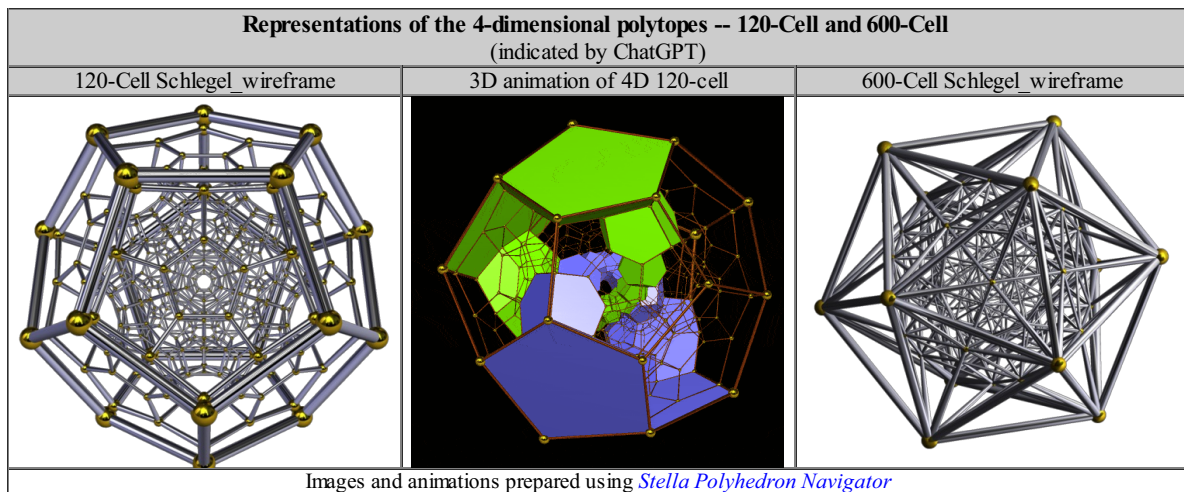 Representations of the 4-dimensional polytopes -- 120-Cell and 600-Cell
(indicated by ChatGPT)
120-Cell Schlegel_wireframe
3D animation of 4D 120-cell
600-Cell Schlegel_wireframe
Images and animations prepared using Stella Polyhedron Navigator